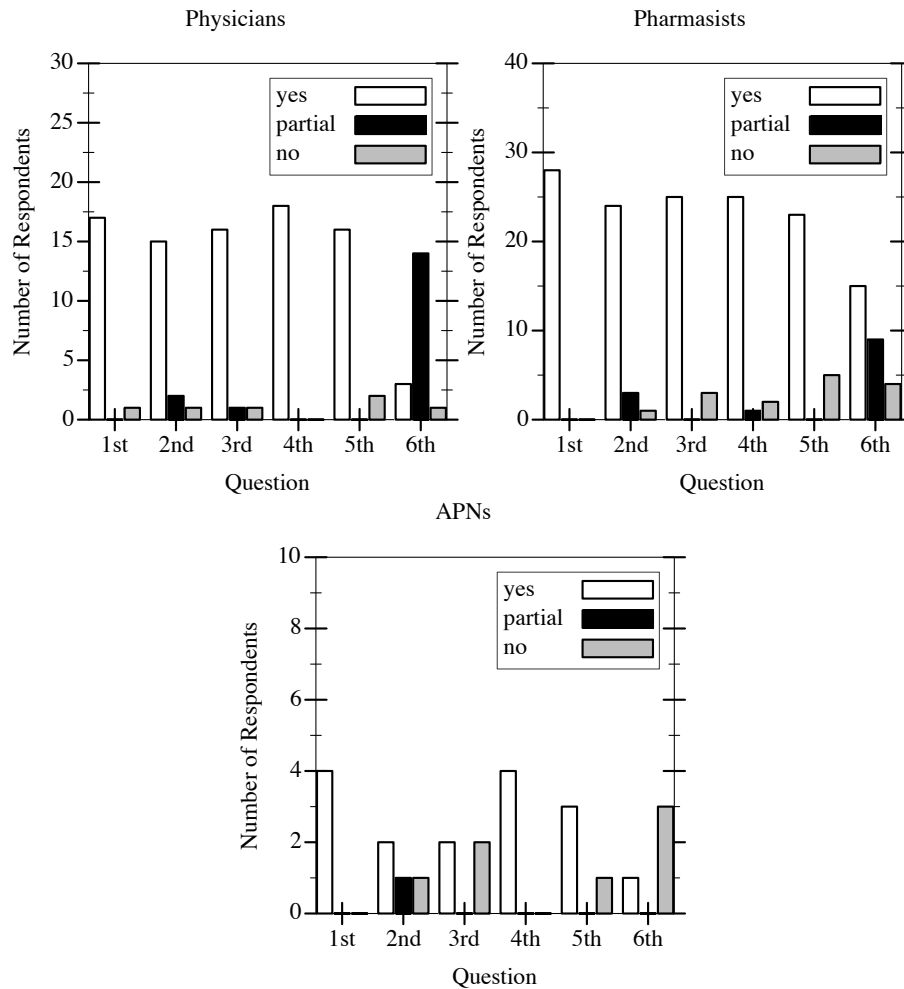 Physicians
Number of Respondents
30
25
20
15
10
5
0
yes
partial
no
1st 2nd 3rd 4th 5th 6th
Question
Pharmasists
Number of Respondents
40
30
20
10
0
yes
partial
no
1st 2nd 3rd 4th 5th 6th
Question
APNs
Number of Respondents
10
8
6
4
2
0
yes
partial
no
1st 2nd 3rd 4th 5th 6th
Question